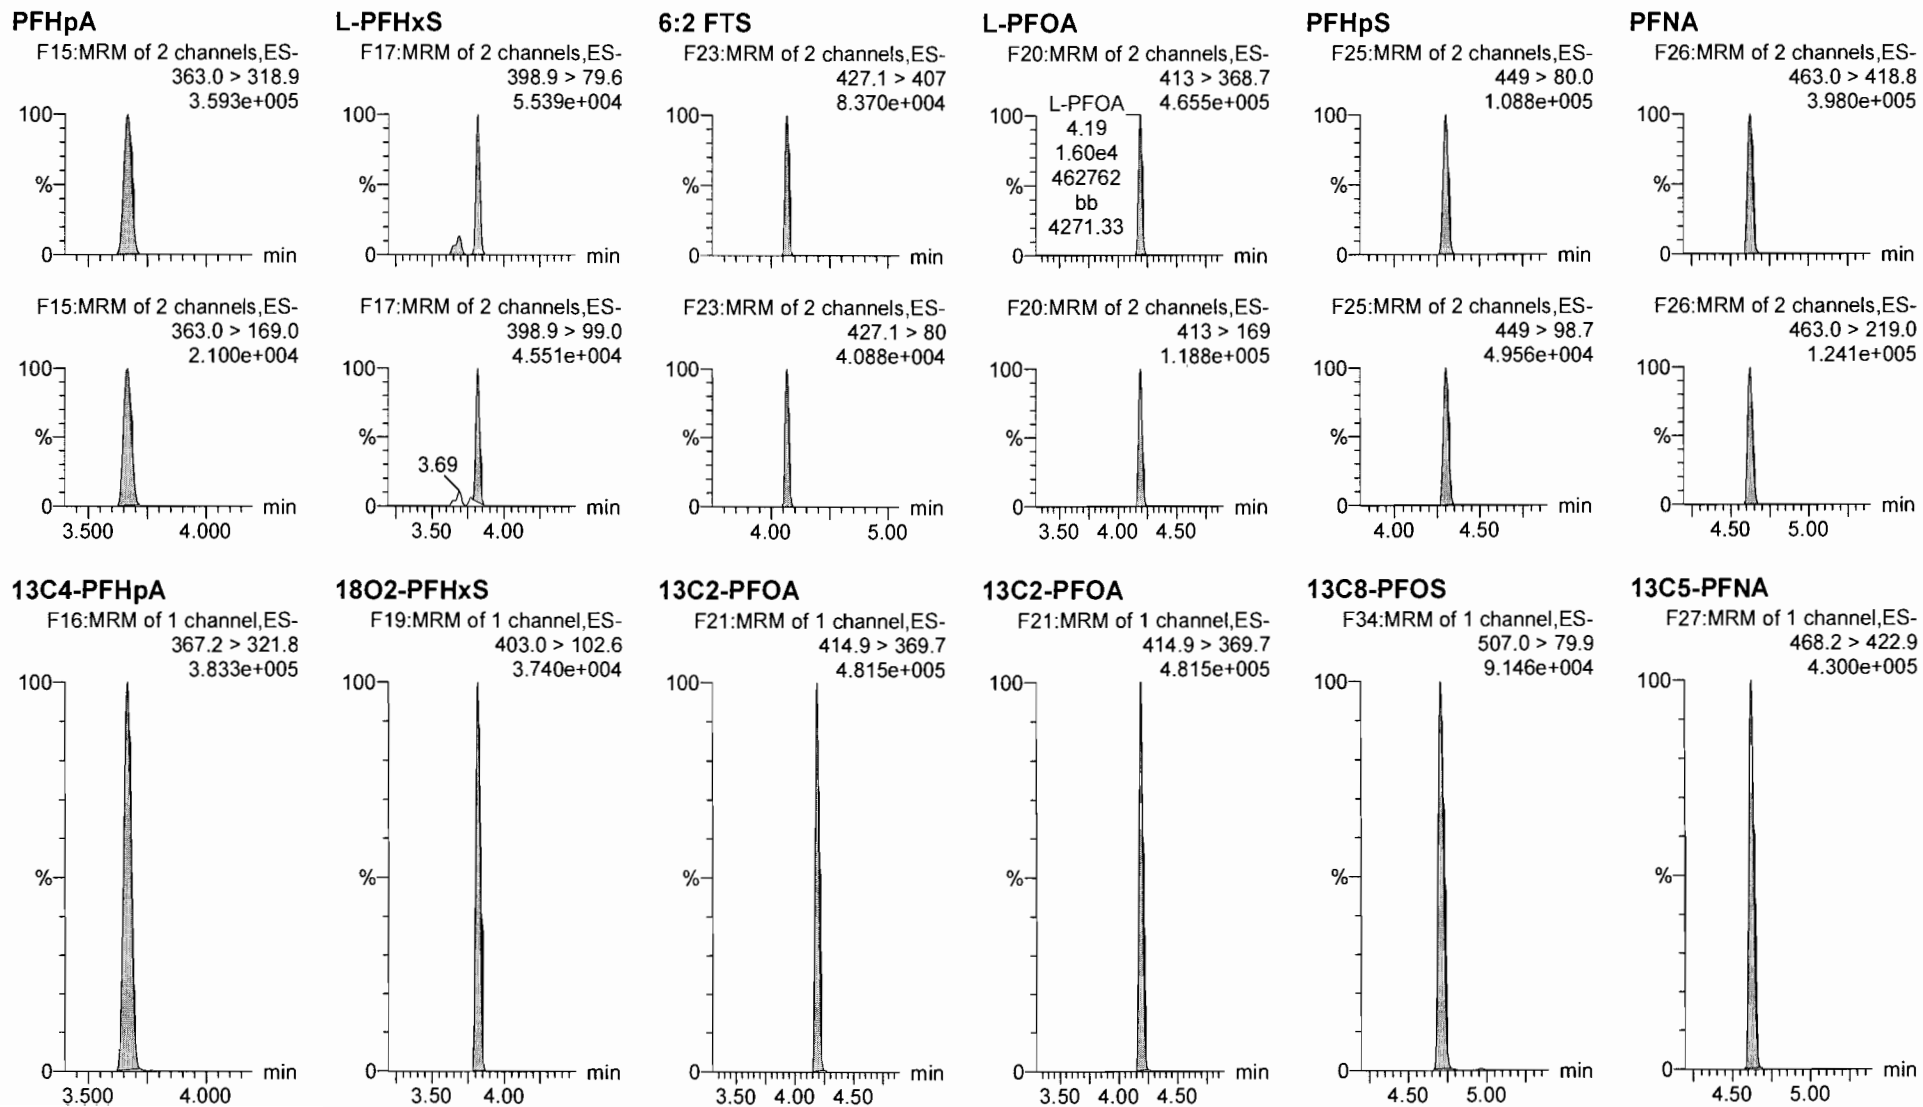 PFHpA
F15:MRM of 2 channels,ES-
363.0 > 318.9
3.593e+005
100
%
0
min
F15:MRM of 2 channels,ES-
363.0 > 169.0
2.100e+004
100
%
0
min
3.500 4.000
L-PFHxS
F17:MRM of 2 channels,ES-
398.9 > 79.6
5.539e+004
100
%
0
min
F17:MRM of 2 channels,ES-
398.9 > 99.0
4.551e+004
100
%
3.69
0
min
3.50 4.00
6:2 FTS
F23:MRM of 2 channels,ES-
427.1 > 407
8.370e+004
100
%
0
min
F23:MRM of 2 channels,ES-
427.1 > 80
4.088e+004
100
%
0
min
4.00 5.00
L-PFOA
F20:MRM of 2 channels,ES-
413 > 368.7
4.655e+005
100
L-PFOA
4.19
1.60e4
462762
bb
4271.33
%
0
min
F20:MRM of 2 channels,ES-
413 > 169
1.188e+005
100
%
0
min
3.50 4.00 4.50
PFHpS
F25:MRM of 2 channels,ES-
449 > 80.0
1.088e+005
100
%
0
min
F25:MRM of 2 channels,ES-
449 > 98.7
4.956e+004
100
%
0
min
4.00 4.50
PFNA
F26:MRM of 2 channels,ES-
463.0 > 418.8
3.980e+005
100
%
0
min
F26:MRM of 2 channels,ES-
463.0 > 219.0
1.241e+005
100
%
0
min
4.50 5.00
13C4-PFHpA
F16:MRM of 1 channel,ES-
367.2 > 321.8
3.833e+005
100
%
0
min
3.500 4.000
18O2-PFHxS
F19:MRM of 1 channel,ES-
403.0 > 102.6
3.740e+004
100
%
0
min
3.50 4.00
13C2-PFOA
F21:MRM of 1 channel,ES-
414.9 > 369.7
4.815e+005
100
%
0
min
3.50 4.00 4.50
13C2-PFOA
F21:MRM of 1 channel,ES-
414.9 > 369.7
4.815e+005
100
%
0
min
3.50 4.00 4.50
13C8-PFOS
F34:MRM of 1 channel,ES-
507.0 > 79.9
9.146e+004
100
%
0
min
4.50 5.00
13C5-PFNA
F27:MRM of 1 channel,ES-
468.2 > 422.9
4.300e+005
100
%
0
min
4.50 5.00